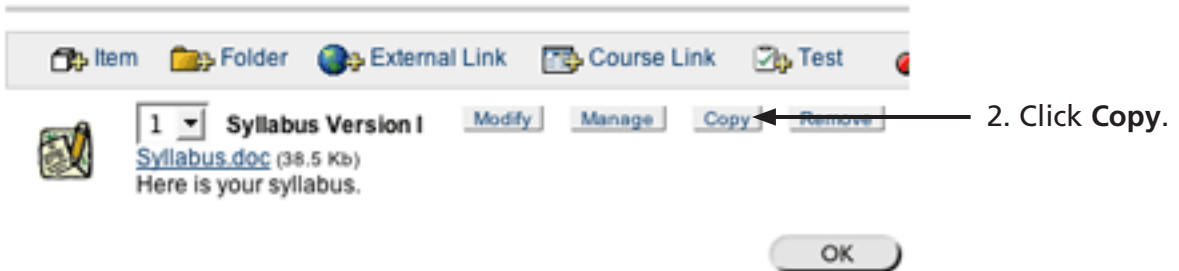 Item Folder External Link Course Link Test
1 Syllabus Version I Modify Manage Copy Remove 2. Click Copy.
Syllabus.doc (38.5 Kb)
Here is your syllabus.
OK